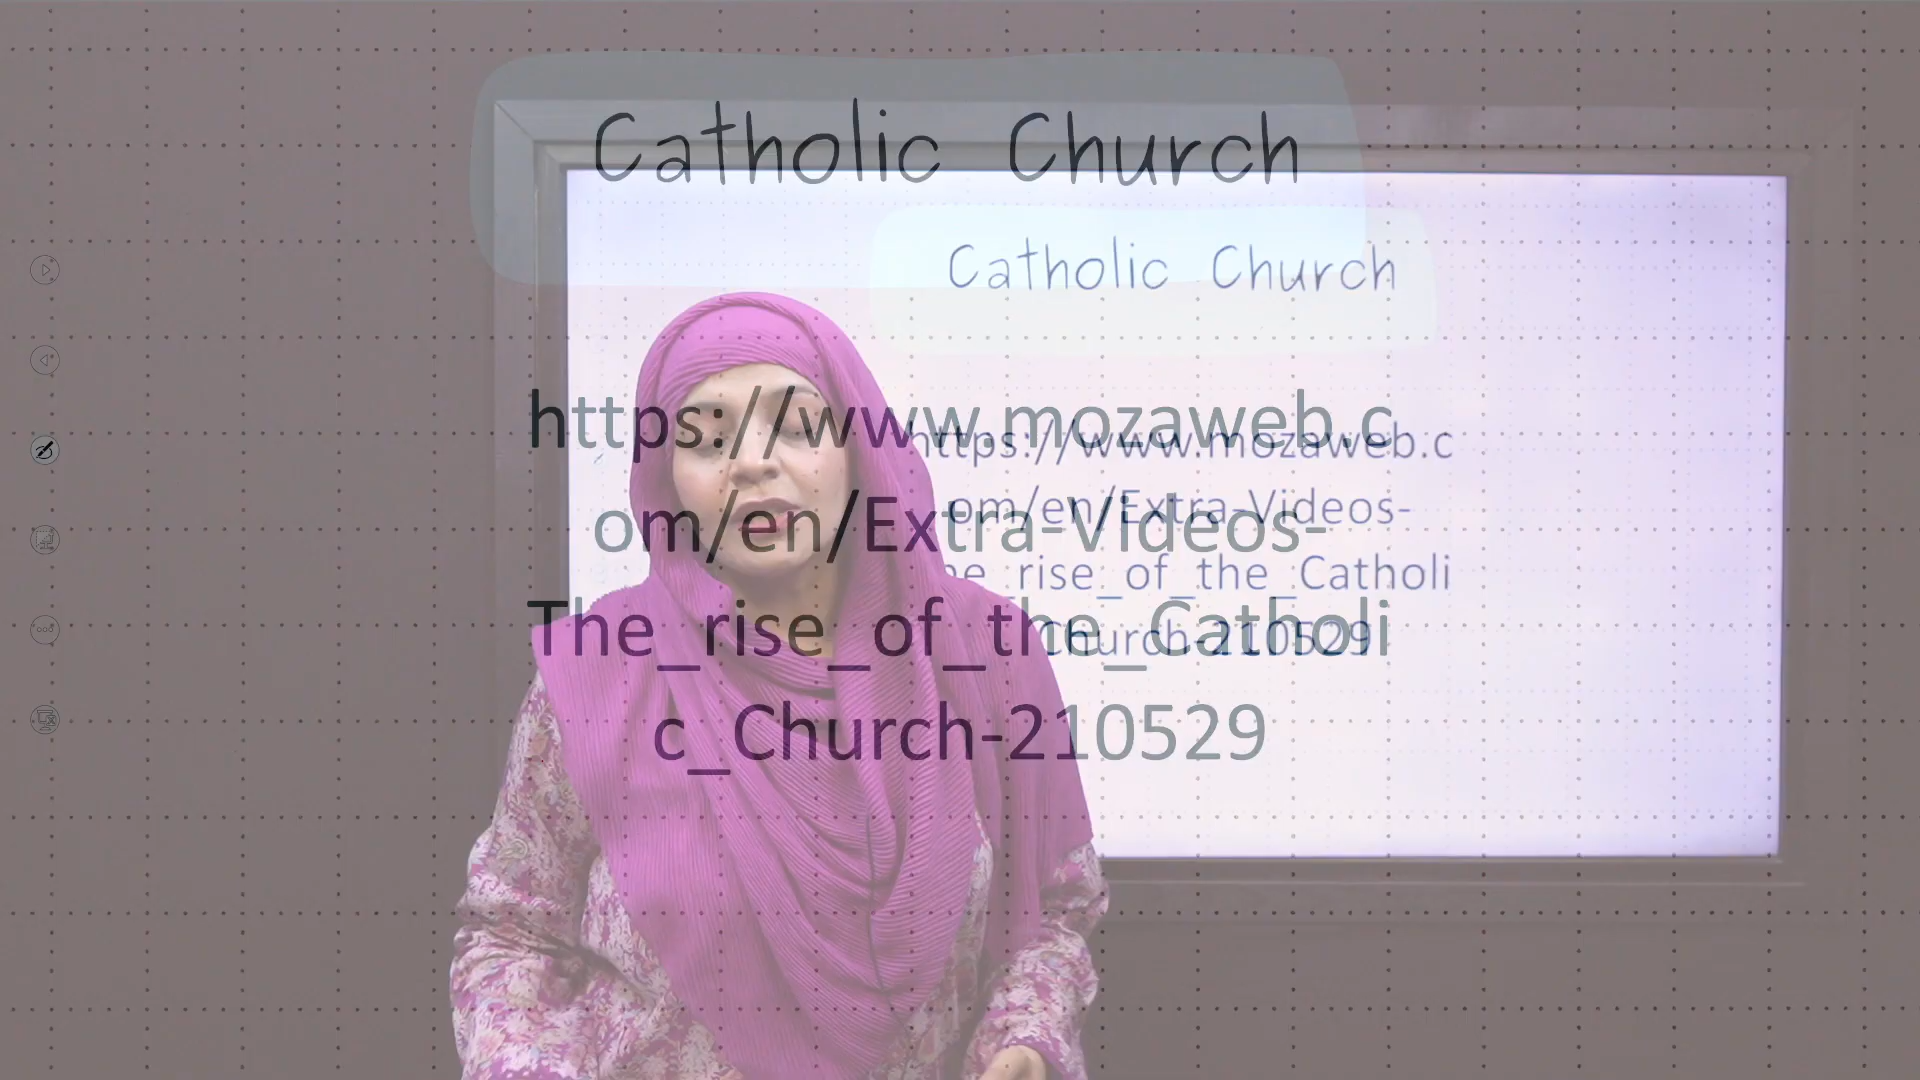 Catholic Church
https://www.mozaweb.c
om/en/Extra-Videos-
The_rise_of_the_Catholi
c_Church-210529
Catholic Church
https://www.mozaweb.c
om/en/Extra-Videos-
rise_of_the_Catholi
Church-210529